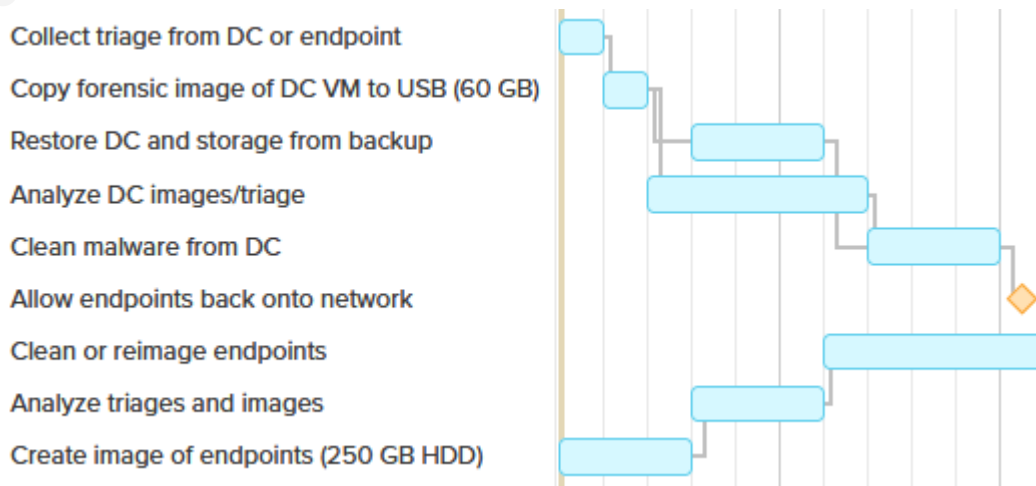 Collect triage from DC or endpoint
Copy forensic image of DC VM to USB (60 GB)
Restore DC and storage from backup
Analyze DC images/triage
Clean malware from DC
Allow endpoints back onto network
Clean or reimage endpoints
Analyze triages and images
Create image of endpoints (250 GB HDD)